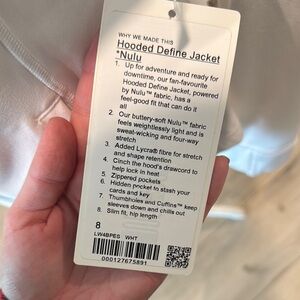 WHY WE MADE THIS
Hooded Define Jacket
*Nulu
1. Up for adventure and ready for
downtime, our fan-favourite
Hooded Define Jacket, powered
by Nulu™ fabric, has a
feel-good fit that can do it
all
2. Our buttery-soft Nulu™ fabric
feels weightlessly light and is
sweat-wicking and four-way
stretch
3. Added Lycra® fibre for stretch
and shape retention
4. Cinch the hood's drawcord to
help lock in heat
5. Zippered pockets
6. Hidden pocket to stash your
cards and key
7. Thumbholes and Cuffins™ keep
sleeves down and chills out
8. Slim fit, hip length
8
LW4BPES WHT
000127675891